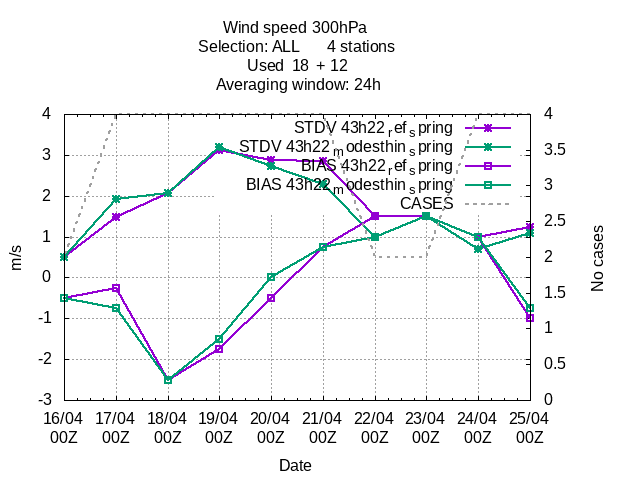 Wind speed 300hPa
Selection: ALL 4 stations
Used 18 + 12
Averaging window: 24h
STDV 43h22_ref_spring
STDV 43h22_modesthin_spring
BIAS 43h22_ref_spring
BIAS 43h22_modesthin_spring
CASES
4
3
2
1
0
-1
-2
-3
m/s
4
3.5
3
2.5
2
1.5
1
0.5
0
No cases
16/04 17/04 18/04 19/04 20/04 21/04 22/04 23/04 24/04 25/04
00Z 00Z 00Z 00Z 00Z 00Z 00Z 00Z 00Z 00Z
Date